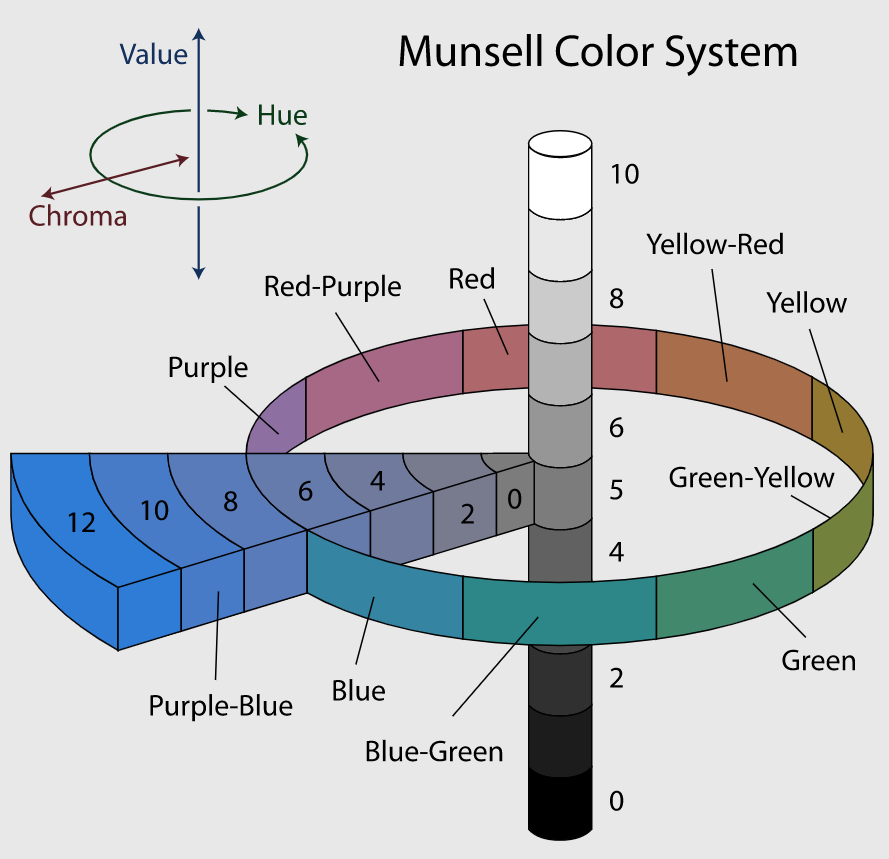 Munsell Color System
Value
Hue
Chroma
10
Yellow-Red
Red
Red-Purple
8
Yellow
Purple
6
Green-Yellow
4
6
5
0
8
10
2
12
4
Green
2
Blue
Purple-Blue
Blue-Green
0